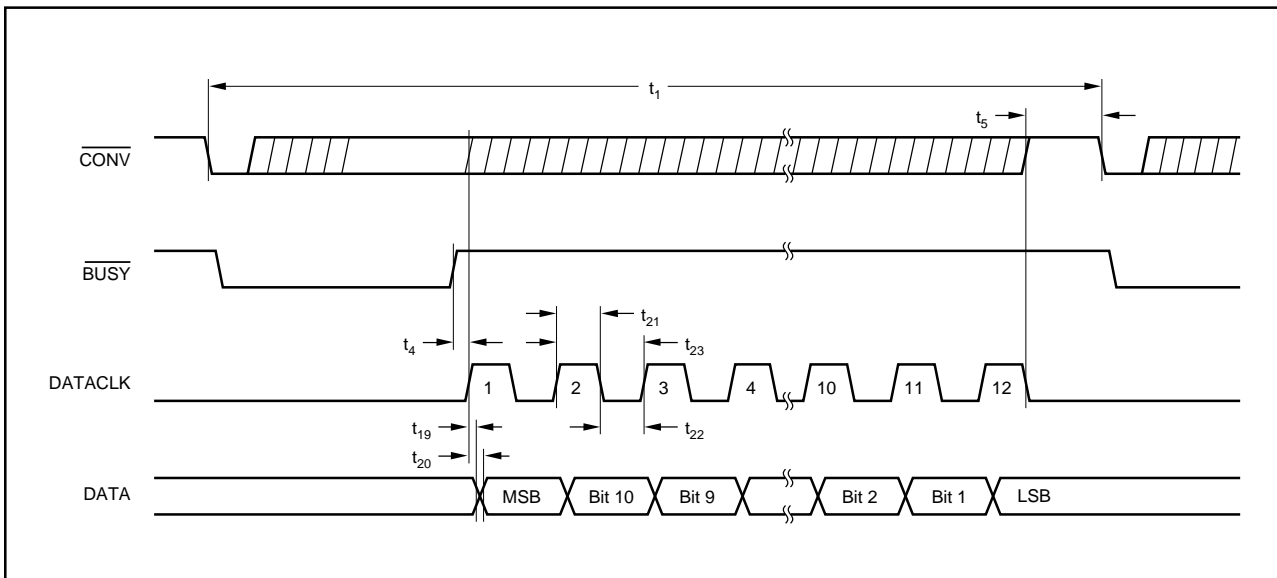 t1
t5
CONV
BUSY
t21
t4
t23
DATACLK
1 2 3 4 10 11 12
t19
t22
t20
DATA
MSB Bit 10 Bit 9 Bit 2 Bit 1 LSB